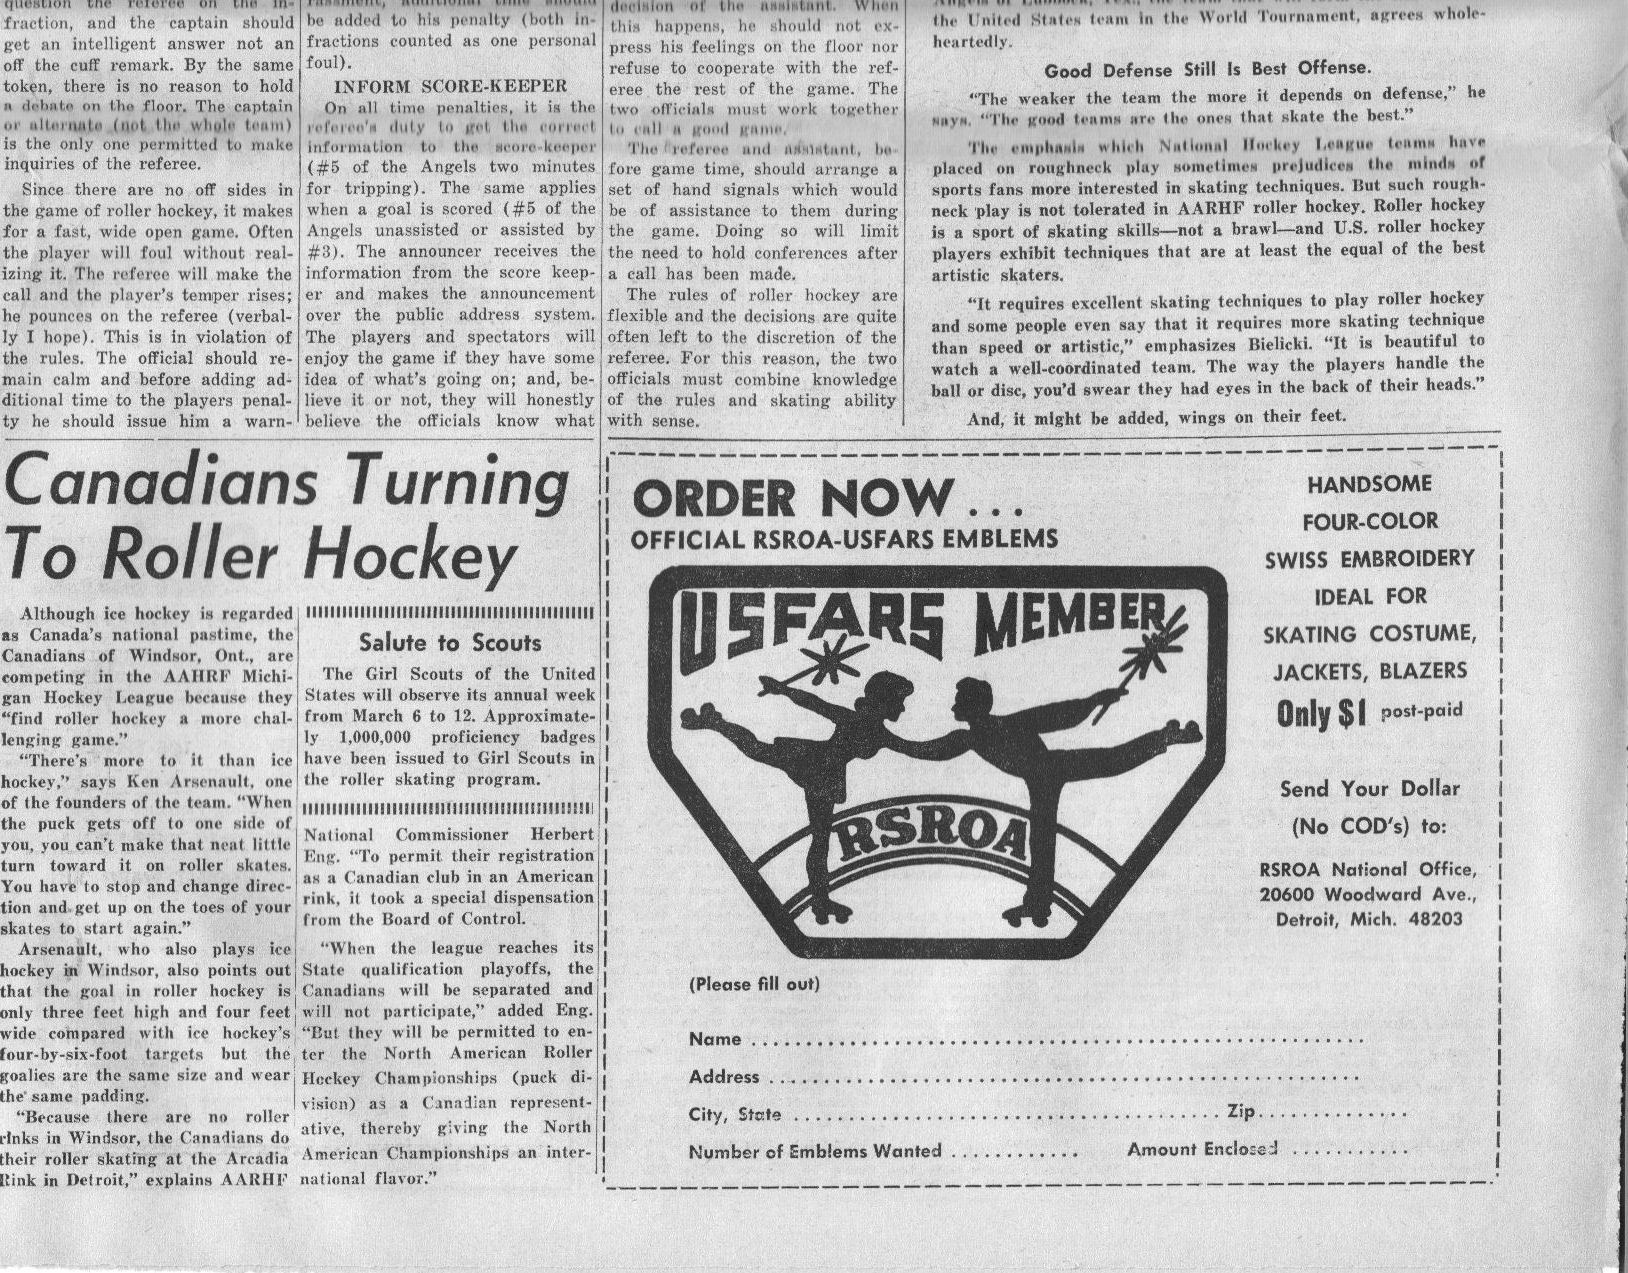 question the referee on the in-
fraction, and the captain should
get an intelligent answer not an
off the cuff remark. By the same
token, there is no reason to hold
a debate on the floor. The captain
or alternate (not the whole team)
is the only one permitted to make
inquiries of the referee.
Since there are no off sides in
the game of roller hockey, it makes
for a fast, wide open game. Often
the player will foul without real-
izing it. The referee will make the
call and the player's temper rises;
he pounces on the referee (verbal-
ly I hope). This is in violation of
the rules. The official should re-
main calm and before adding ad-
ditional time to the players penal-
ty he should issue him a warn-
additional time should
be added to his penalty (both in-
fractions counted as one personal
foul).
INFORM SCORE-KEEPER
On all time penalties, it is the
referee's duty to get the correct
information to the score-keeper
(#5 of the Angels two minutes
for tripping). The same applies
when a goal is scored (#5 of the
Angels unassisted or assisted by
#3). The announcer receives the
information from the score keep-
er and makes the announcement
over the public address system.
The players and spectators will
enjoy the game if they have some
idea of what's going on; and, be-
lieve it or not, they will honestly
believe the officials know what
decision of the assistant. When
this happens, he should not ex-
press his feelings on the floor nor
refuse to cooperate with the ref-
eree the rest of the game. The
two officials must work together
to call a good game.
The referee and assistant, be-
fore game time, should arrange a
set of hand signals which would
be of assistance to them during
the game. Doing so will limit
the need to hold conferences after
a call has been made.
The rules of roller hockey are
flexible and the decisions are quite
often left to the discretion of the
referee. For this reason, the two
officials must combine knowledge
of the rules and skating ability
with sense.
the United States team in the World Tournament, agrees whole-
heartedly.
Good Defense Still Is Best Offense.
“The weaker the team the more it depends on defense,” he
says. “The good teams are the ones that skate the best.”
The emphasis which National Hockey League teams have
placed on roughneck play sometimes prejudices the minds of
sports fans more interested in skating techniques. But such rough-
neck play is not tolerated in AARHF roller hockey. Roller hockey
is a sport of skating skills—not a brawl—and U.S. roller hockey
players exhibit techniques that are at least the equal of the best
artistic skaters.
“It requires excellent skating techniques to play roller hockey
and some people even say that it requires more skating technique
than speed or artistic,” emphasizes Bielicki. “It is beautiful to
watch a well-coordinated team. The way the players handle the
ball or disc, you'd swear they had eyes in the back of their heads.”
And, it might be added, wings on their feet.
Canadians Turning
To Roller Hockey
Although ice hockey is regarded
as Canada's national pastime, the
Canadians of Windsor, Ont., are
competing in the AAHRF Michi-
gan Hockey League because they
“find roller hockey a more chal-
lenging game.”
“There's more to it than ice
hockey,” says Ken Arsenault, one
of the founders of the team. “When
the puck gets off to one side of
you, you can't make that neat little
turn toward it on roller skates.
You have to stop and change direc-
tion and get up on the toes of your
skates to start again.”
Arsenault, who also plays ice
hockey in Windsor, also points out
that the goal in roller hockey is
only three feet high and four feet
wide compared with ice hockey's
four-by-six-foot targets but the
goalies are the same size and wear
the same padding.
“Because there are no roller
rinks in Windsor, the Canadians do
their roller skating at the Arcadia
Rink in Detroit,” explains AARHF
Salute to Scouts
The Girl Scouts of the United
States will observe its annual week
from March 6 to 12. Approximate-
ly 1,000,000 proficiency badges
have been issued to Girl Scouts in
the roller skating program.
National Commissioner Herbert
Eng. “To permit their registration
as a Canadian club in an American
rink, it took a special dispensation
from the Board of Control.
“When the league reaches its
State qualification playoffs, the
Canadians will be separated and
will not participate,” added Eng.
“But they will be permitted to en-
ter the North American Roller
Hockey Championships (puck di-
vision) as a Canadian represent-
ative, thereby giving the North
American Championships an inter-
national flavor.”
ORDER NOW...
OFFICIAL RSROA-USFARS EMBLEMS
USFARS MEMBER
RSROA
HANDSOME
FOUR-COLOR
SWISS EMBROIDERY
IDEAL FOR
SKATING COSTUME,
JACKETS, BLAZERS
Only $1 post-paid
Send Your Dollar
(No COD's) to:
RSROA National Office,
20600 Woodward Ave.,
Detroit, Mich. 48203
(Please fill out)
Name
Address
City, State Zip
Number of Emblems Wanted Amount Enclosed